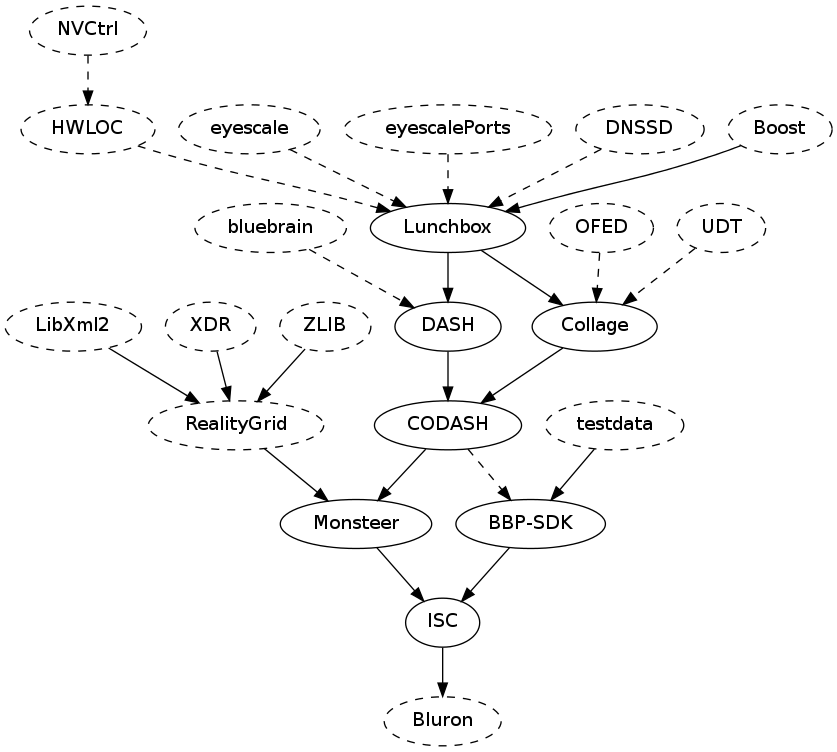 NVCtrl
HWLOC
eyescale
eyescalePorts
DNSSD
Boost
bluebrain
Lunchbox
OFED
UDT
LibXml2
XDR
ZLIB
DASH
Collage
RealityGrid
CODASH
testdata
Monsteer
BBP-SDK
ISC
Bluron